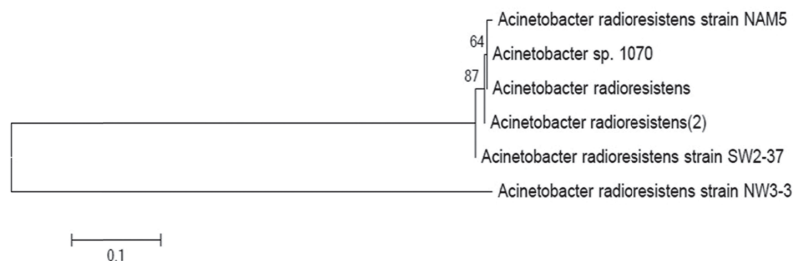 Acinetobacter radioresistens strain NAM5
64
Acinetobacter sp. 1070
87
Acinetobacter radioresistens
Acinetobacter radioresistens(2)
Acinetobacter radioresistens strain SW2-37
Acinetobacter radioresistens strain NW3-3
0.1